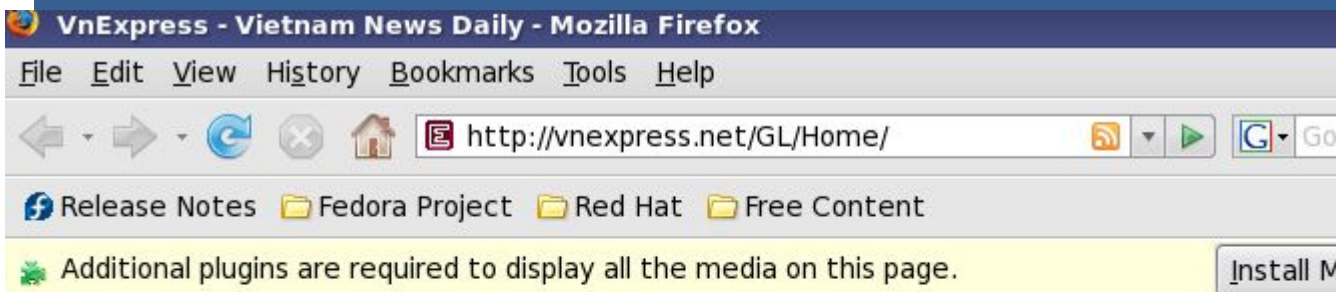 VnExpress - Vietnam News Daily - Mozilla Firefox
File Edit View History Bookmarks Tools Help
http://vnexpress.net/GL/Home/ G Go
Release Notes Fedora Project Red Hat Free Content
Additional plugins are required to display all the media on this page. Install M